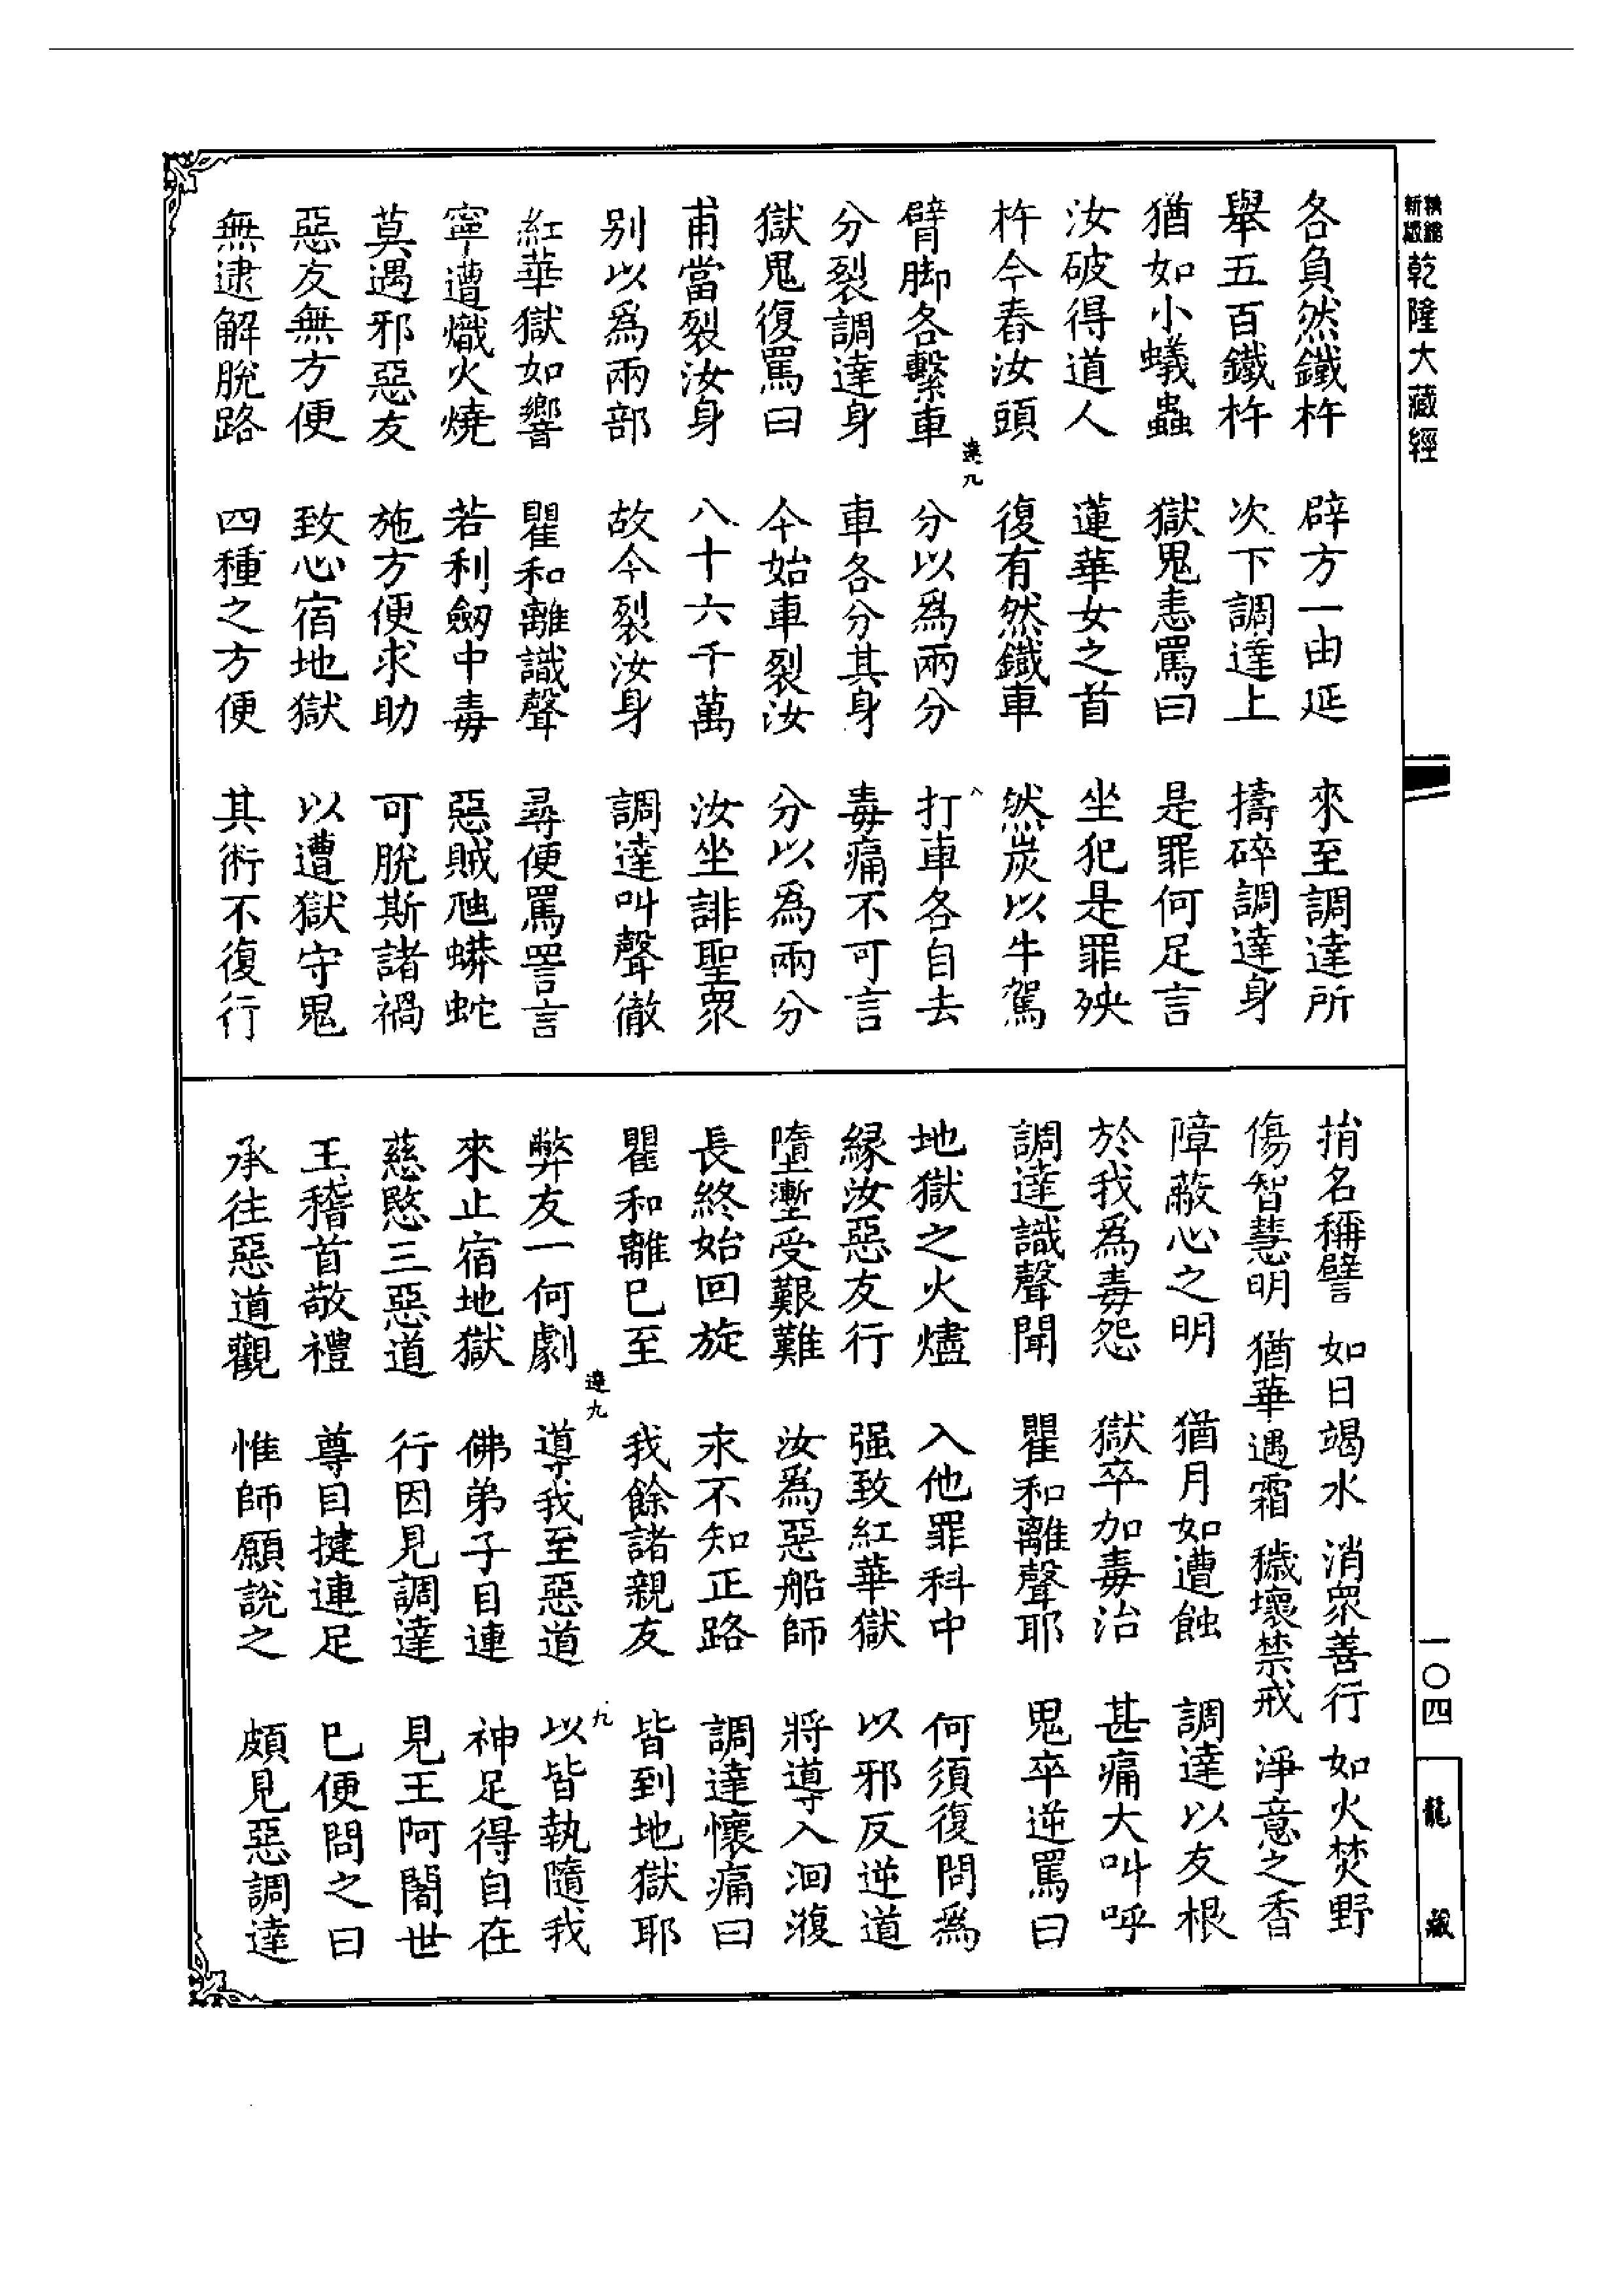 乾隆大藏經
各負然鐵杵 辟方一由延 來至調達所
舉五百鐵杵 次下調達上 擣碎調達身
猶如小蟻蟲 獄鬼恚罵曰 是罪何足言
汝破得道人 蓮華女之首 坐犯是罪殃
杵今舂汝頭 復有然鐵車 然炭以牛駕
達九 八
臂脚各繫車 分以爲兩分 打車各自去
分裂調達身 車各分其身 毒痛不可言
獄鬼復罵曰 今始車裂汝 分以爲兩分
甫當裂汝身 八十六千萬 汝坐誹聖衆
別以爲兩部 故今裂汝身 調達叫聲徹
紅華獄如響 瞿和離識聲 尋便罵詈言
寧遭熾火燒 若利劒中毒 惡賊虺蟒蛇
莫遇邪惡友 施方便求助 可脫斯諸禍
惡友無方便 致心宿地獄 以遭獄守鬼
無逮解脫路 四種之方便 其術不復行
捐名稱譬 如日竭水 消衆善行 如火焚野
傷智慧明 猶華遇霜 穢壞禁戒 淨意之香
障蔽心之明 猶月如遭蝕 調達以友根
於我爲毒怨 獄卒加毒治 甚痛大叫呼
調達識聲聞 瞿和離聲耶 鬼卒逆罵曰
地獄之火燼 入他罪科中 何須復問爲
緣汝惡友行 强致紅華獄 以邪反逆道
墮壍受艱難 汝爲惡船師 將導入洄澓
長終始回旋 求不知正路 調達懷痛曰
瞿和離已至 我餘諸親友 皆到地獄耶
達九 九
弊友一何劇 導我至惡道 以皆執隨我
來止宿地獄 佛弟子目連 神足得自在
慈愍三惡道 行因見調達 見王阿闍世
王稽首敬禮 尊目揵連足 已便問之曰
承往惡道觀 惟師願說之 頗見惡調達
一〇四
龍藏